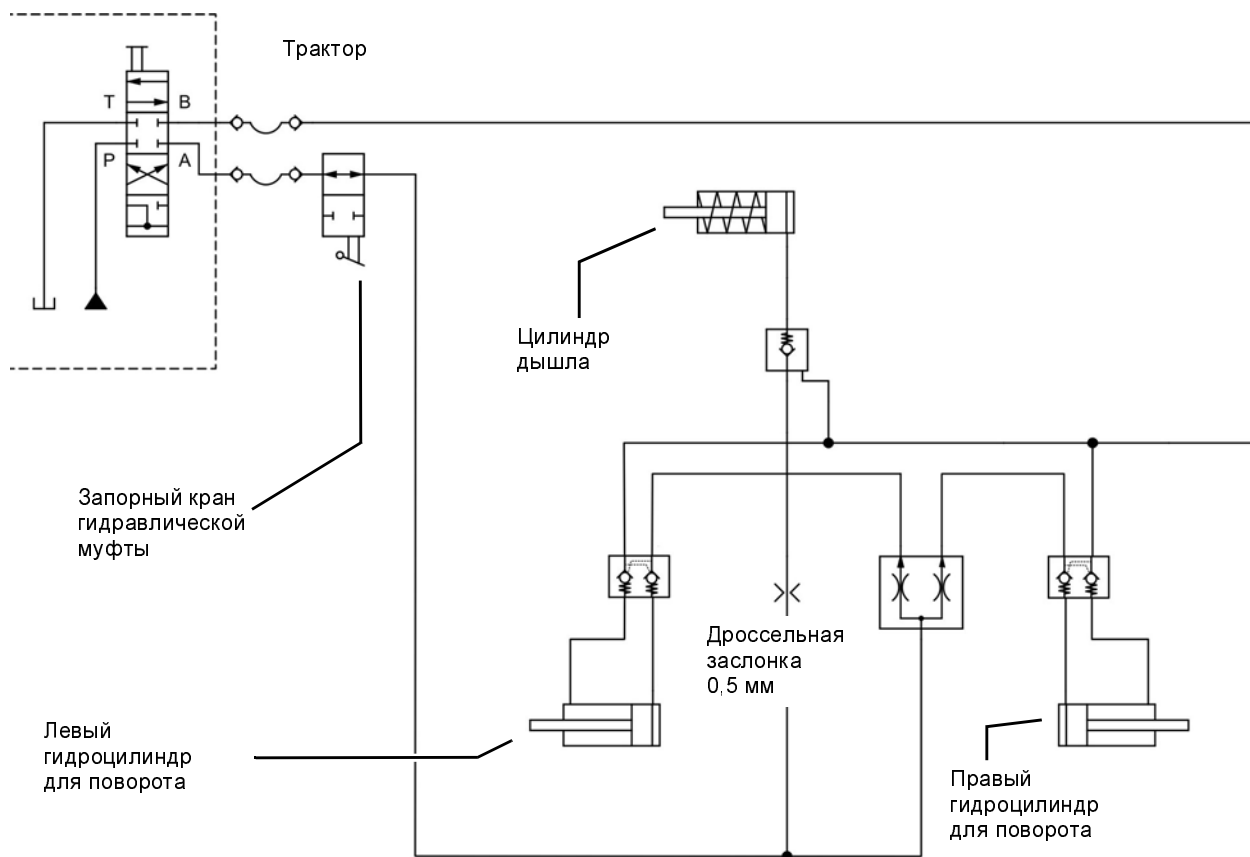 Трактор
T
B
P
A
Цилиндр
дышла
Запорный кран
гидравлической
муфты
Дроссельная
заслонка
0,5 мм
Левый
гидроцилиндр
для поворота
Правый
гидроцилиндр
для поворота